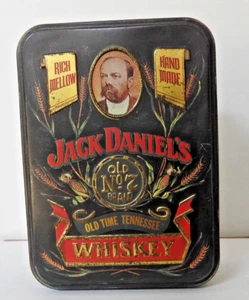 RICH
MELLOW
HAND
MADE
JACK DANIEL'S
OLD
No. 7
BRAND
OLD TIME TENNESSEE
WHISKEY